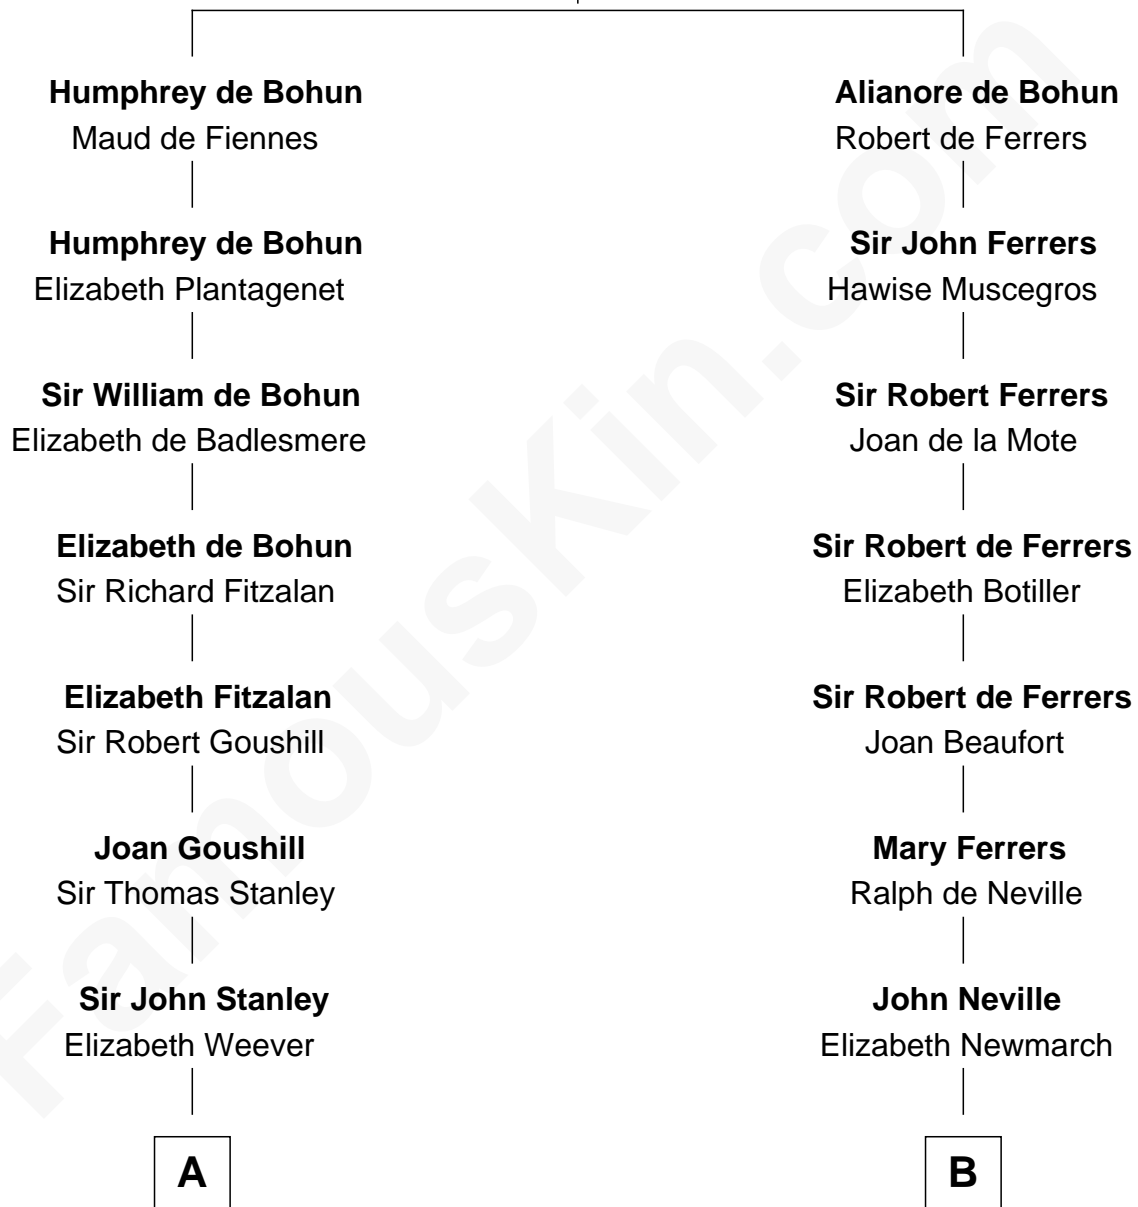 Humphrey de Bohun
Maud de Fiennes
Humphrey de Bohun
Elizabeth Plantagenet
Sir William de Bohun
Elizabeth de Badlesmere
Elizabeth de Bohun
Sir Richard Fitzalan
Elizabeth Fitzalan
Sir Robert Goushill
Joan Goushill
Sir Thomas Stanley
Sir John Stanley
Elizabeth Weever
A
Alianore de Bohun
Robert de Ferrers
Sir John Ferrers
Hawise Muscegros
Sir Robert Ferrers
Joan de la Mote
Sir Robert de Ferrers
Elizabeth Botiller
Sir Robert de Ferrers
Joan Beaufort
Mary Ferrers
Ralph de Neville
John Neville
Elizabeth Newmarch
B
FamousKin.com